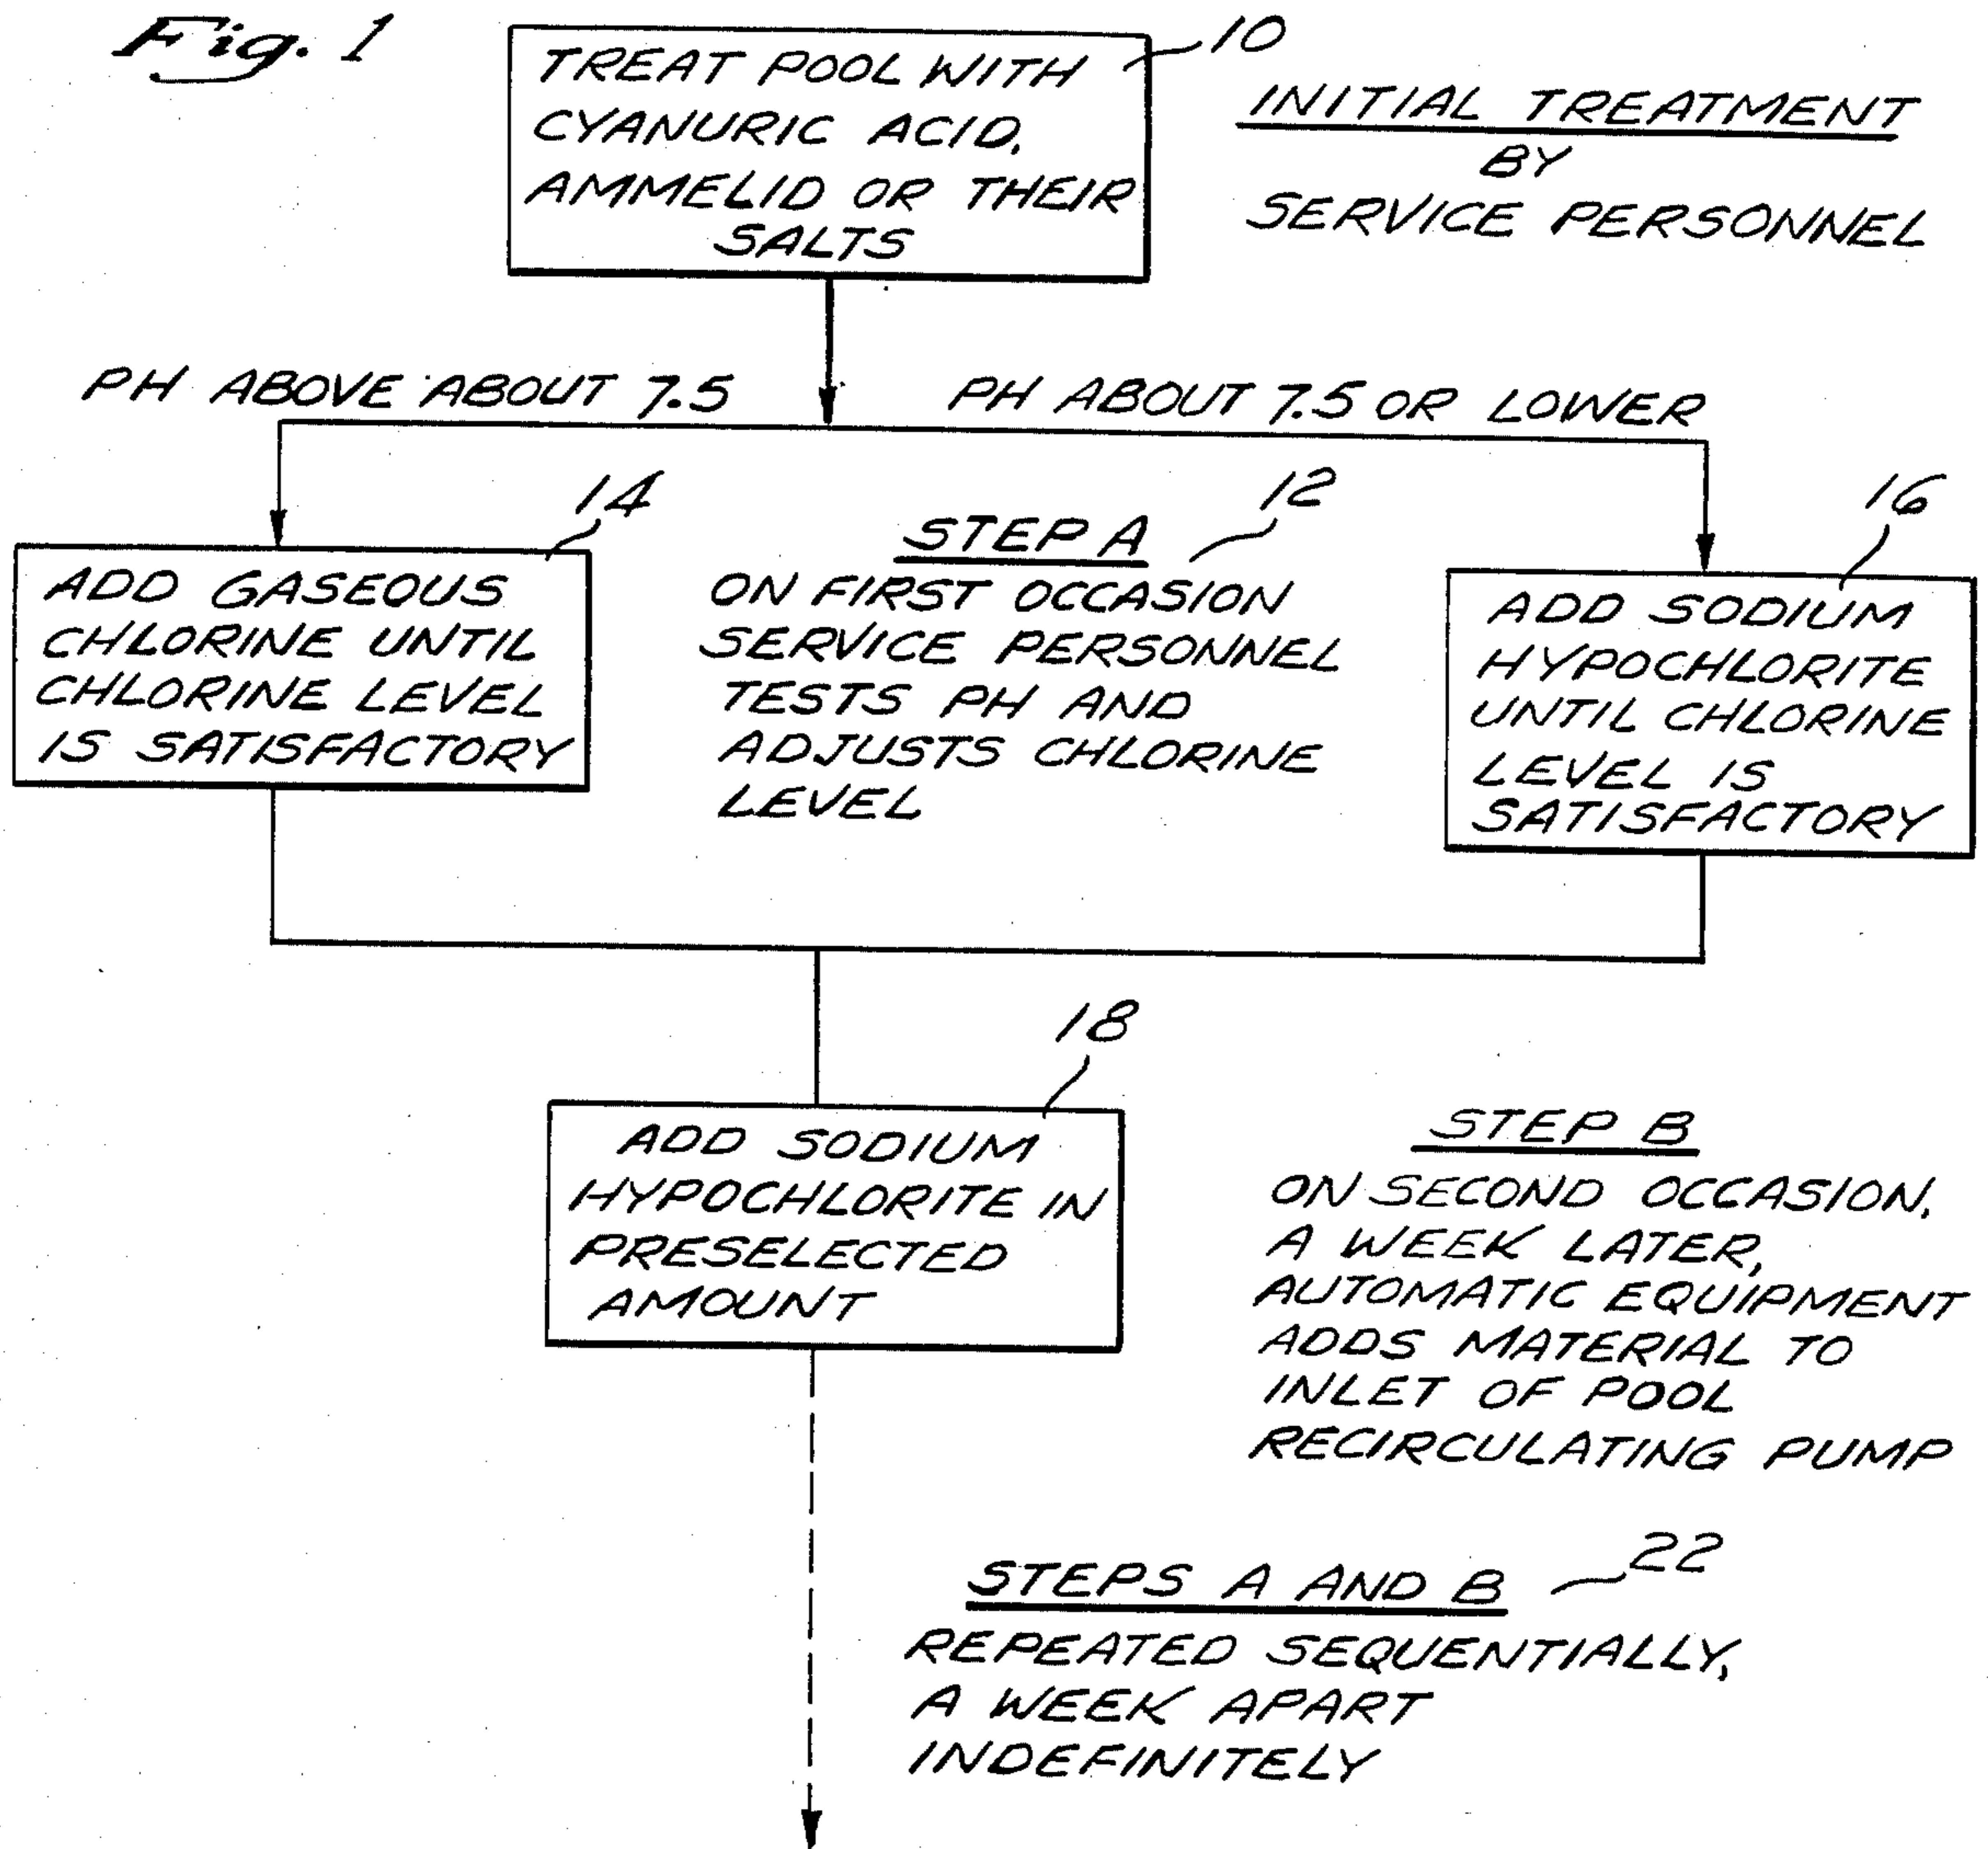 Fig. 1
10
TREAT POOL WITH
CYANURIC ACID,
AMMELID OR THEIR
SALTS
INITIAL TREATMENT
BY
SERVICE PERSONNEL
PH ABOVE ABOUT 7.5
PH ABOUT 7.5 OR LOWER
14
ADD GASEOUS
CHLORINE UNTIL
CHLORINE LEVEL
IS SATISFACTORY
12
STEP A
ON FIRST OCCASION
SERVICE PERSONNEL
TESTS PH AND
ADJUSTS CHLORINE
LEVEL
16
ADD SODIUM
HYPOCHLORITE
UNTIL CHLORINE
LEVEL IS
SATISFACTORY
18
ADD SODIUM
HYPOCHLORITE IN
PRESELECTED
AMOUNT
STEP B
ON SECOND OCCASION,
A WEEK LATER,
AUTOMATIC EQUIPMENT
ADDS MATERIAL TO
INLET OF POOL
RECIRCULATING PUMP
22
STEPS A AND B
REPEATED SEQUENTIALLY,
A WEEK APART
INDEFINITELY